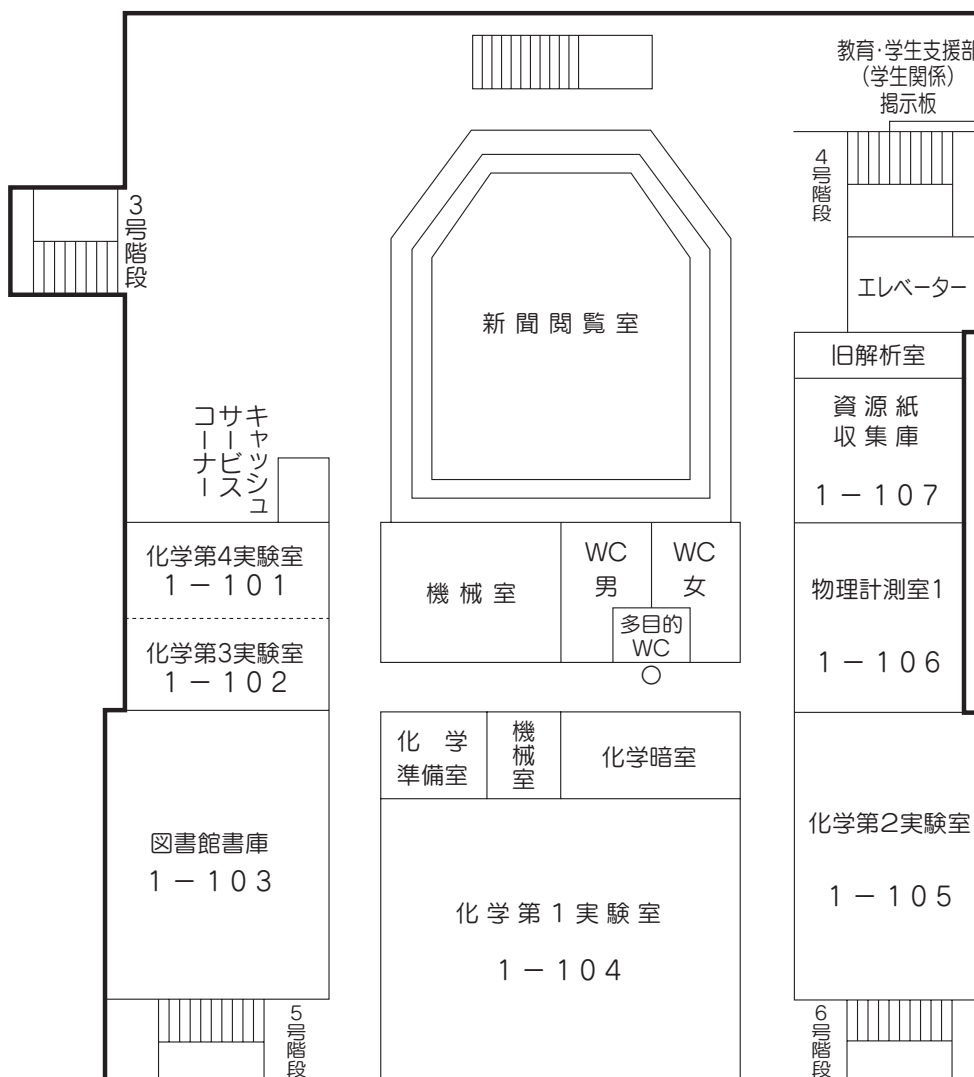 教育・学生支援部
（学生関係）
掲示板
4号階段
3号階段
エレベーター
新聞閲覧室
旧解析室
資源紙
収集庫
1－107
キャッシュ
サービス
コーナー
化学第4実験室
1－101
機械室
WC
男
WC
女
物理計測室1
1－106
多目的
WC
化学第3実験室
1－102
化学
準備室
機械室
化学暗室
図書館書庫
1－103
化学第1実験室
1－104
化学第2実験室
1－105
5号階段
6号階段